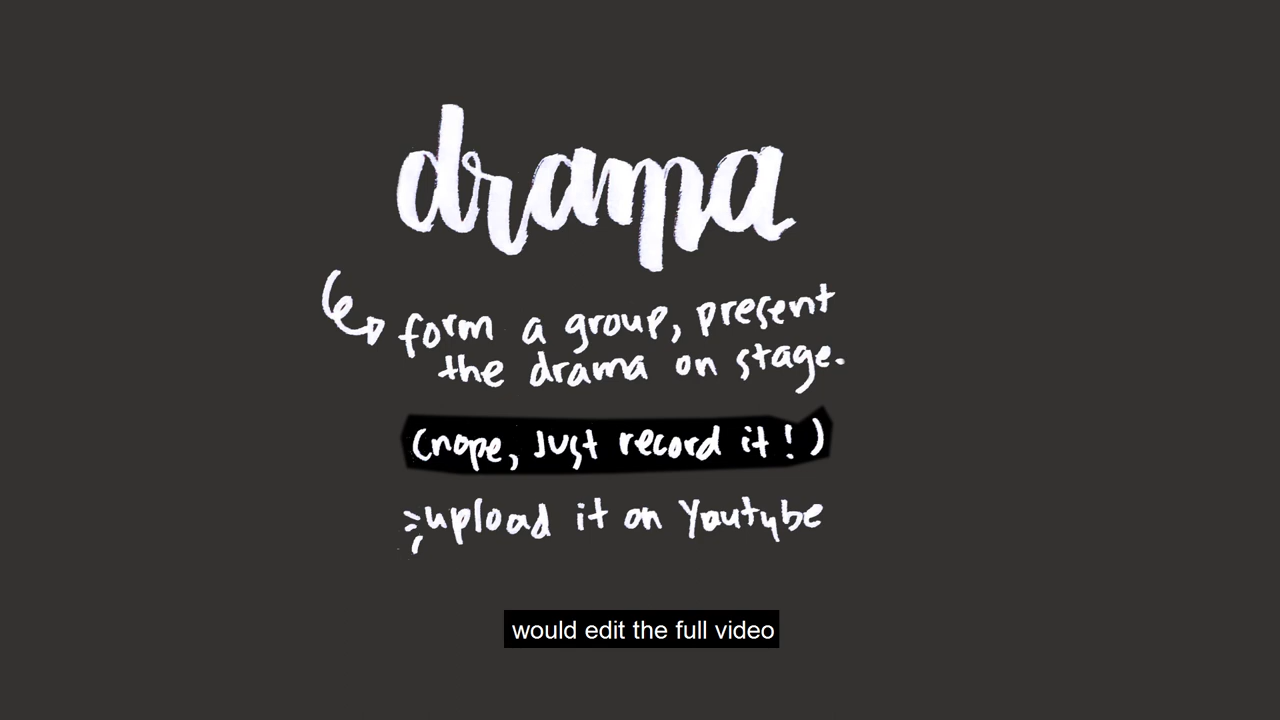 drama
form a group, present
the drama on stage.
(nope, just record it!)
upload it on Youtube
would edit the full video